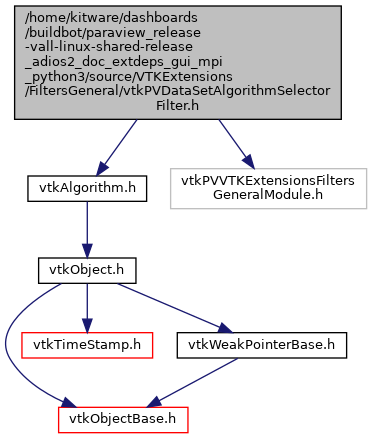 /home/kitware/dashboards
/buildbot/paraview_release
-vall-linux-shared-release
_adios2_doc_extdeps_gui_mpi
_python3/source/VTKExtensions
/FiltersGeneral/vtkPVDataSetAlgorithmSelector
Filter.h
vtkAlgorithm.h
vtkPVVTKExtensionsFilters
GeneralModule.h
vtkObject.h
vtkTimeStamp.h
vtkWeakPointerBase.h
vtkObjectBase.h